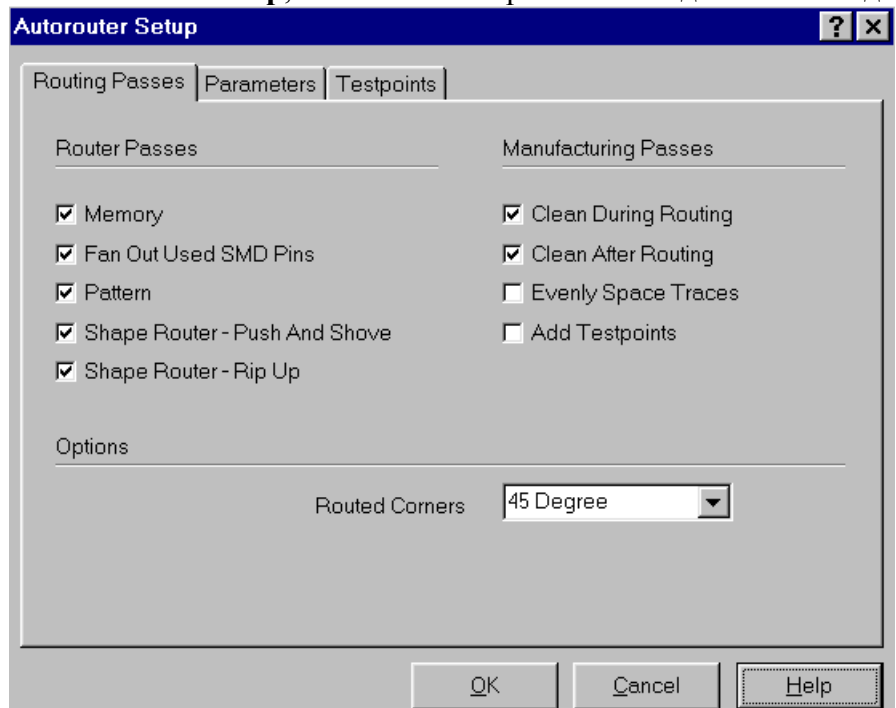 Autorouter Setup
Routing Passes Parameters Testpoints
Router Passes
Memory
Fan Out Used SMD Pins
Pattern
Shape Router - Push And Shove
Shape Router - Rip Up
Manufacturing Passes
Clean During Routing
Clean After Routing
Evenly Space Traces
Add Testpoints
Options
Routed Corners 45 Degree
OK Cancel Help